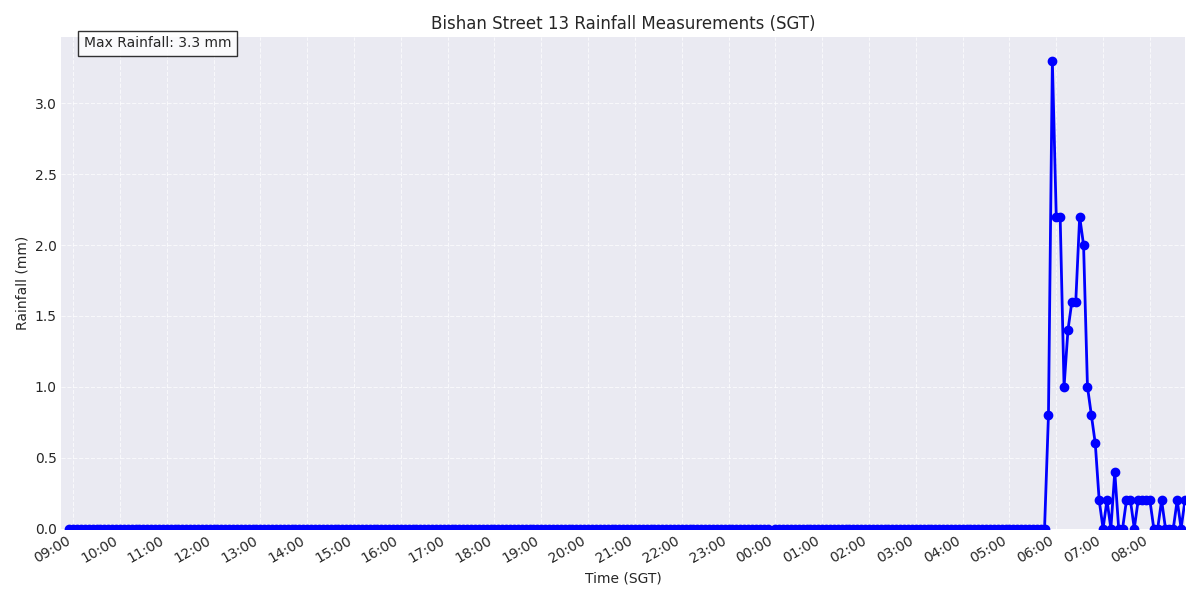 Bishan Street 13 Rainfall Measurements (SGT)
Max Rainfall: 3.3 mm
Rainfall (mm)
3.0
2.5
2.0
1.5
1.0
0.5
0.0
09:00 10:00 11:00 12:00 13:00 14:00 15:00 16:00 17:00 18:00 19:00 20:00 21:00 22:00 23:00 00:00 01:00 02:00 03:00 04:00 05:00 06:00 07:00 08:00
Time (SGT)